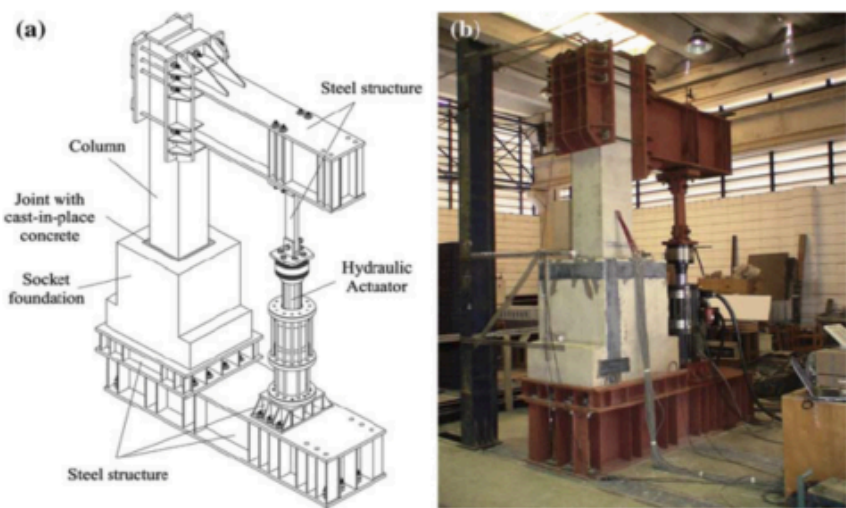 (a)
Steel structure
Column
Joint with
cast-in-place
concrete
Socket
foundation
Hydraulic
Actuator
Steel structure
(b)